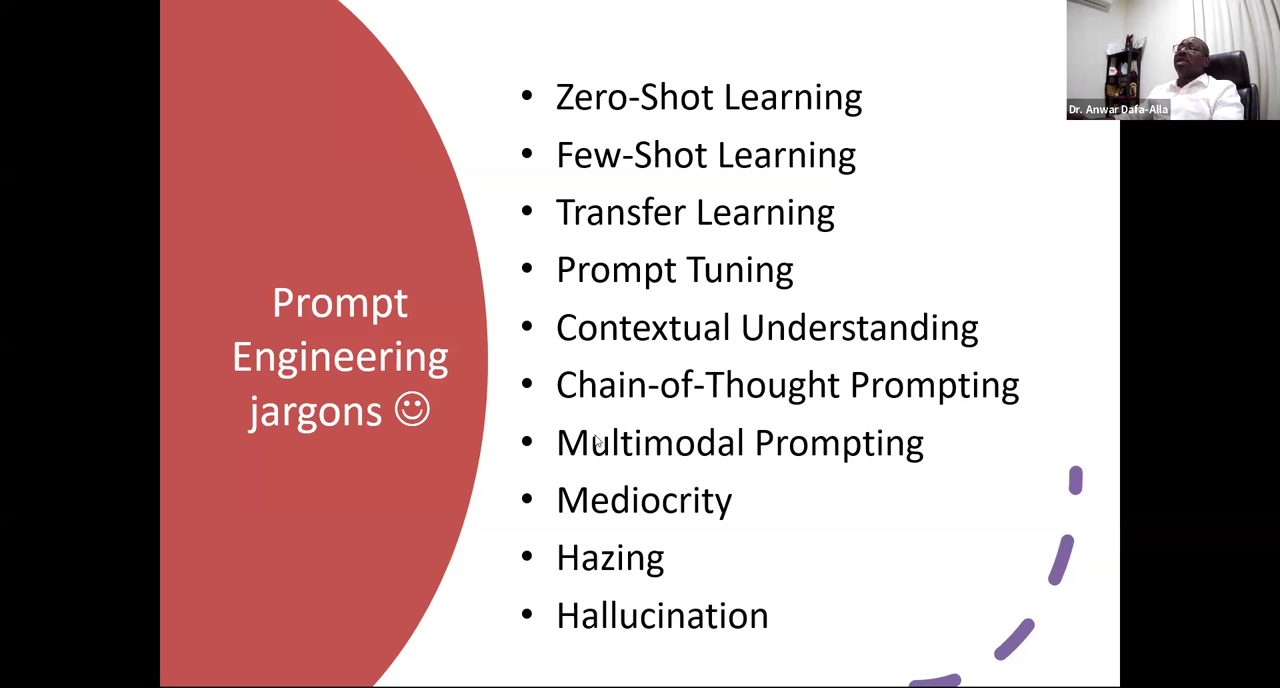 Prompt
Engineering
jargons ☺
• Zero-Shot Learning
• Few-Shot Learning
• Transfer Learning
• Prompt Tuning
• Contextual Understanding
• Chain-of-Thought Prompting
• Multimodal Prompting
• Mediocrity
• Hazing
• Hallucination
Dr. Anwar Dafa-Alla